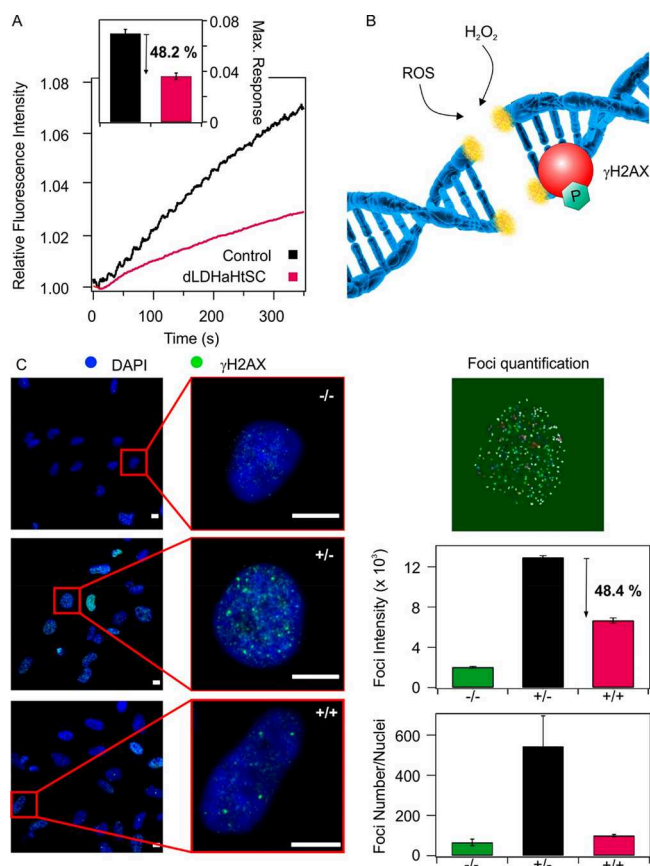 A
0.08
0.04
0
Max. Response
48.2 %
1.08
1.06
1.04
1.02
1.00
Relative Fluorescence Intensity
Control
dLDHaHtSC
0
100
200
300
Time (s)
B
H₂O₂
ROS
γH2AX
P
C
DAPI
γH2AX
-/-
+/-
+/+
Foci quantification
12
8
4
0
Foci Intensity (x 10³)
48.4 %
-/-
+/-
+/+
600
400
200
0
Foci Number/Nuclei
-/-
+/-
+/+